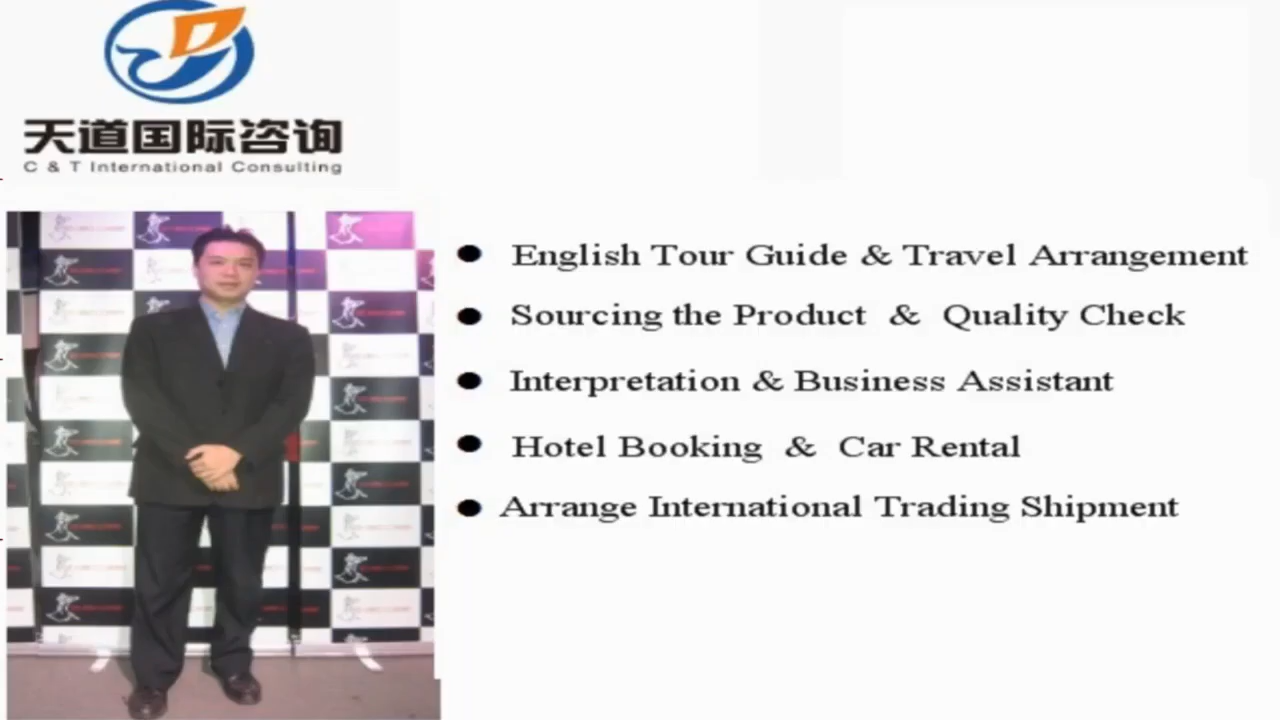 天道国际咨询
C & T International Consulting
English Tour Guide & Travel Arrangement
Sourcing the Product & Quality Check
Interpretation & Business Assistant
Hotel Booking & Car Rental
Arrange International Trading Shipment